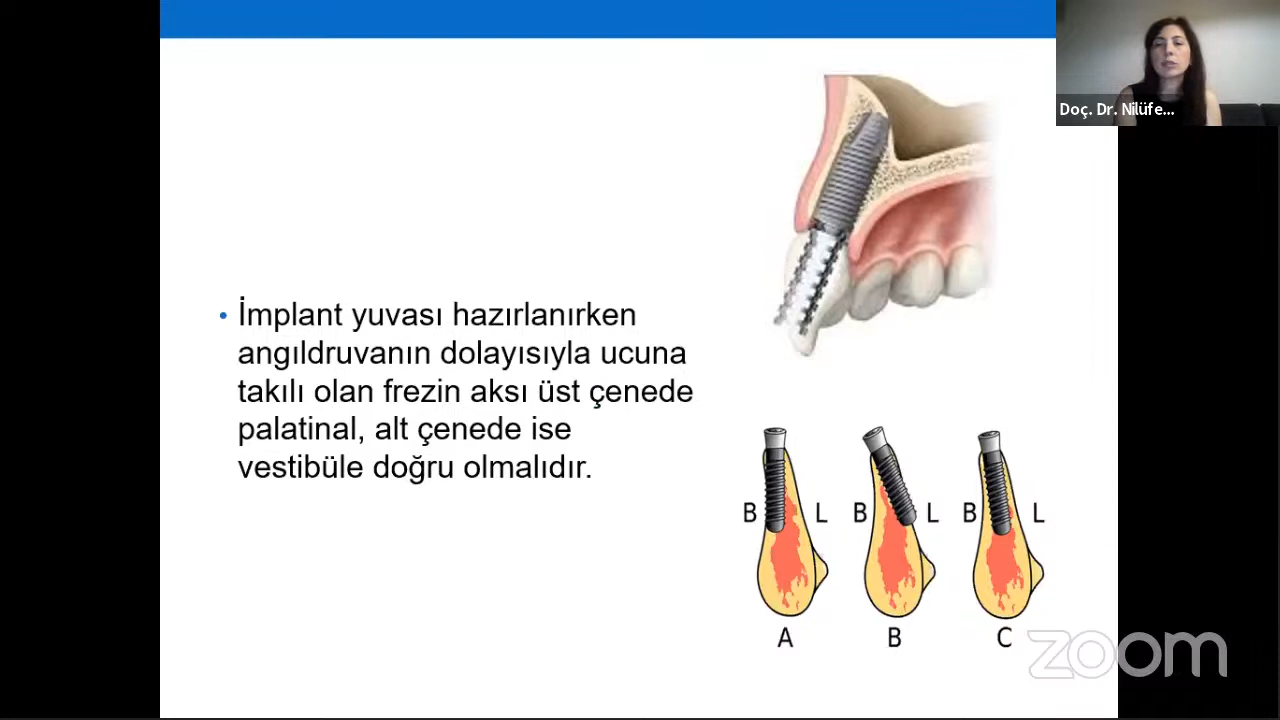 Doç. Dr. Nilüfe...
• İmplant yuvası hazırlanırken
angıldruvanın dolayısıyla ucuna
takılı olan frezin aksı üst çenede
palatinal, alt çenede ise
vestibüle doğru olmalıdır.
B L B L B L
A B C
zoom